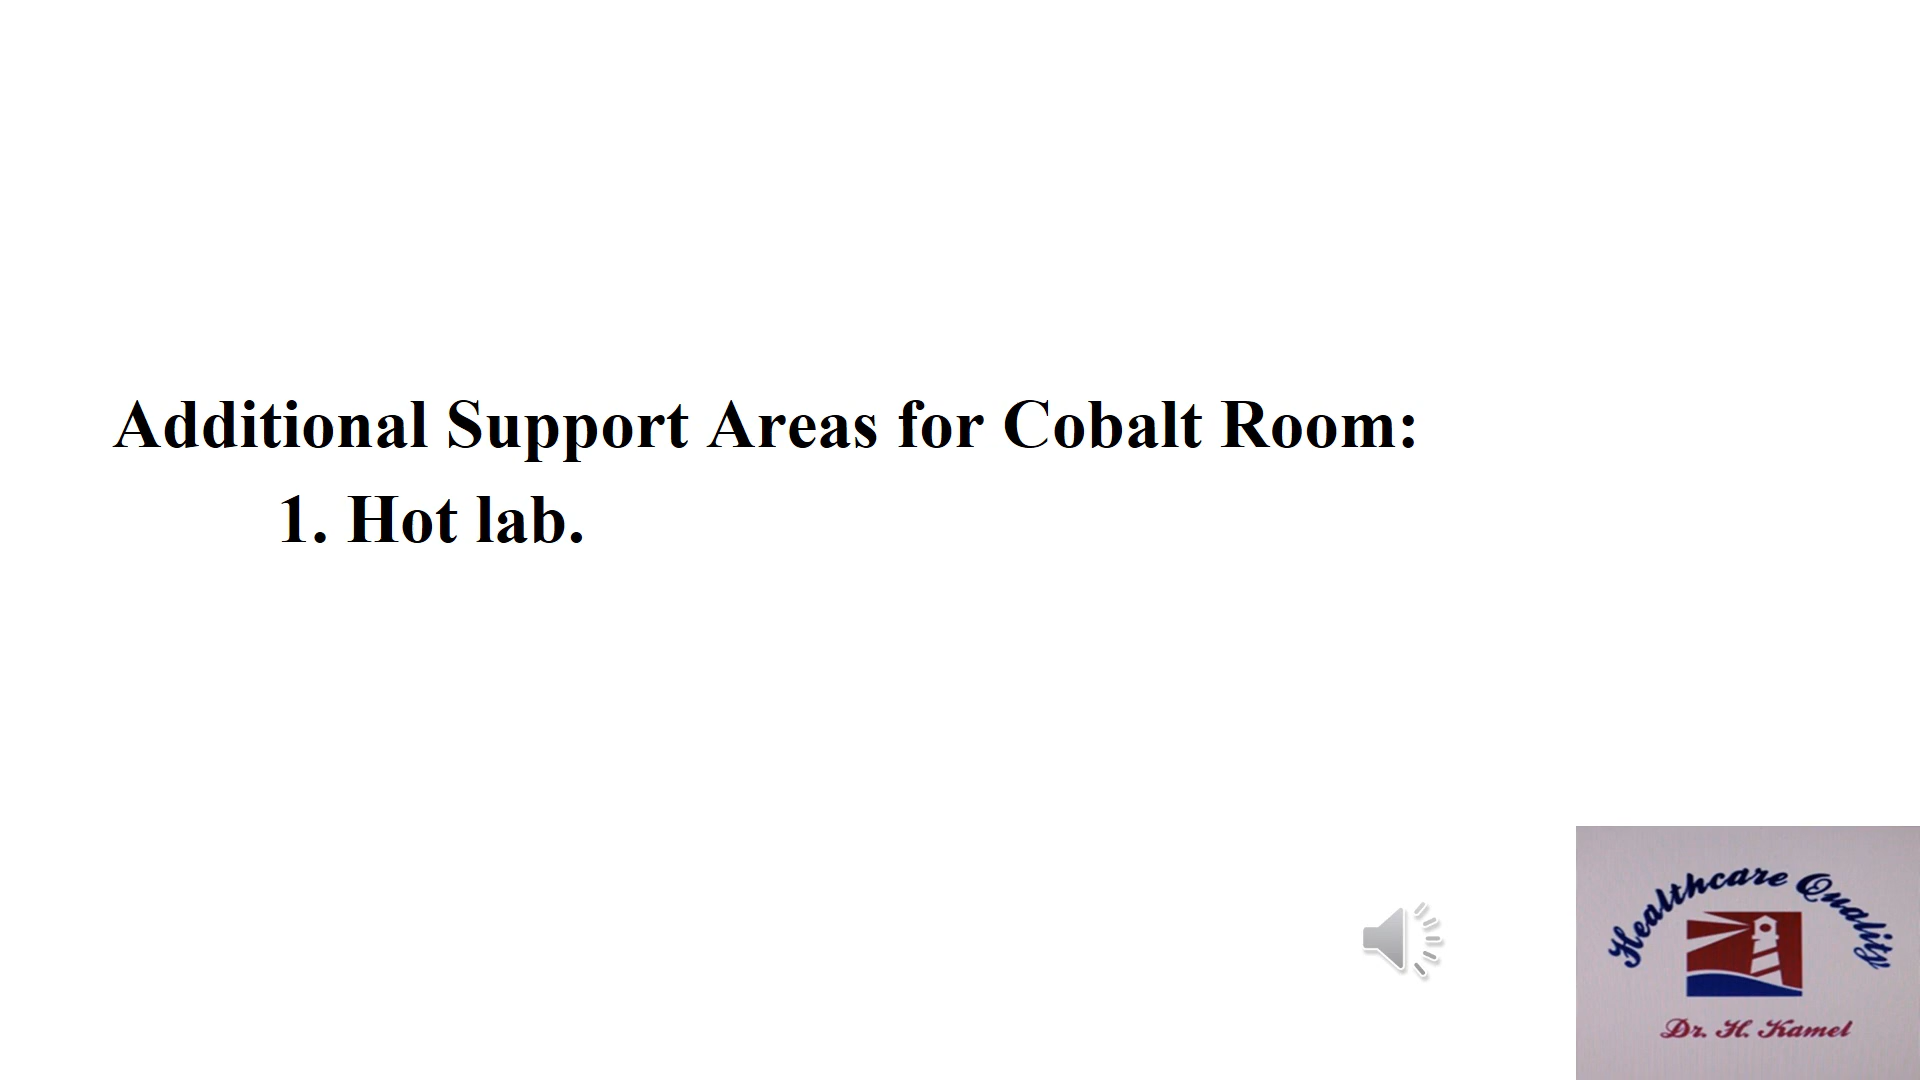 Additional Support Areas for Cobalt Room:
1. Hot lab.
Healthcare Quality
Dr. H. Kamel